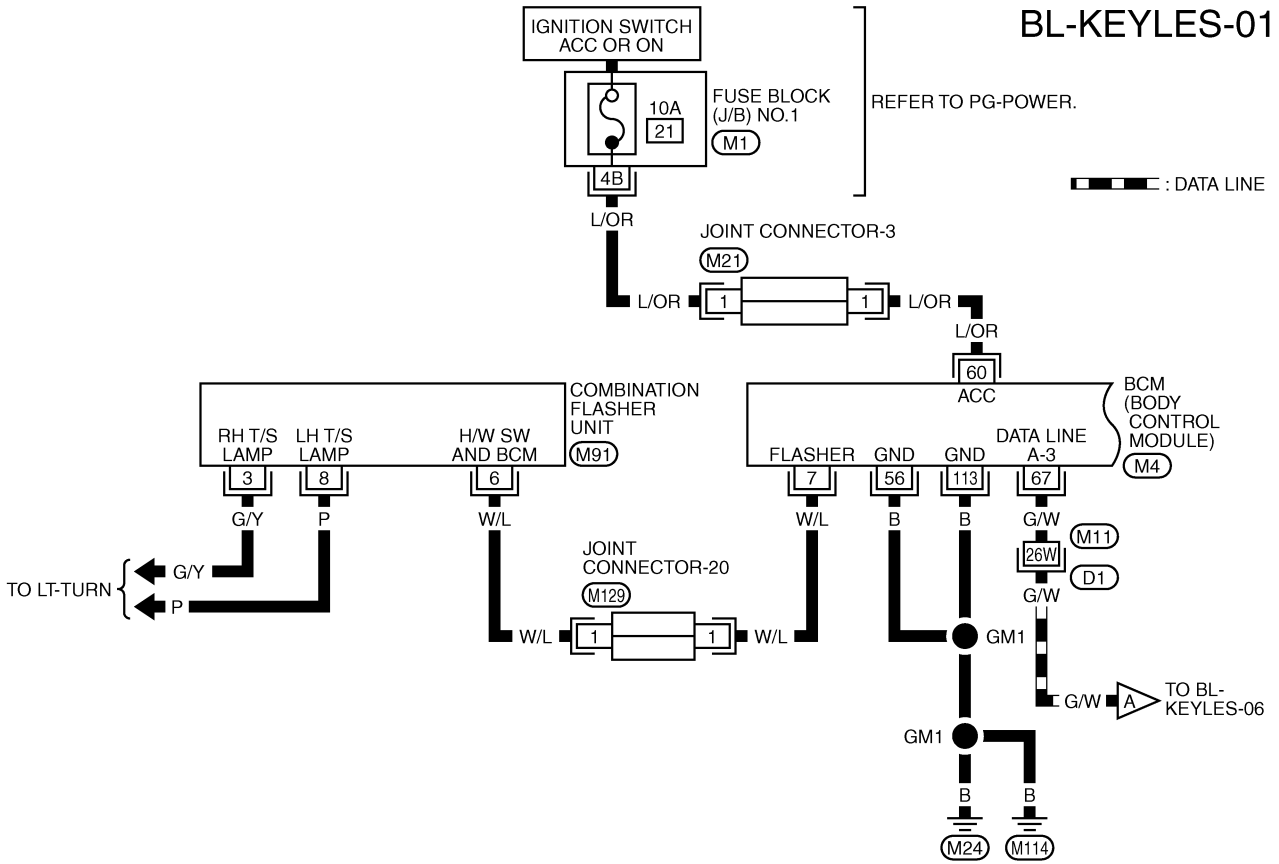 BL-KEYLES-01
IGNITION SWITCH
ACC OR ON
FUSE BLOCK
(J/B) NO.1
M1
10A
21
4B
REFER TO PG-POWER.
: DATA LINE
L/OR
JOINT CONNECTOR-3
M21
L/OR
1
1
L/OR
L/OR
60
ACC
COMBINATION
FLASHER
UNIT
M91
RH T/S
LAMP
LH T/S
LAMP
H/W SW
AND BCM
3
8
6
BCM
(BODY
CONTROL
MODULE)
M4
FLASHER
GND
GND
DATA LINE
A-3
7
56
113
67
G/Y
P
W/L
W/L
B
B
G/W
M11
26W
D1
G/W
TO LT-TURN
G/Y
P
JOINT
CONNECTOR-20
M129
W/L
1
1
W/L
GM1
G/W
A
TO BL-
KEYLES-06
GM1
B
B
M24
M114